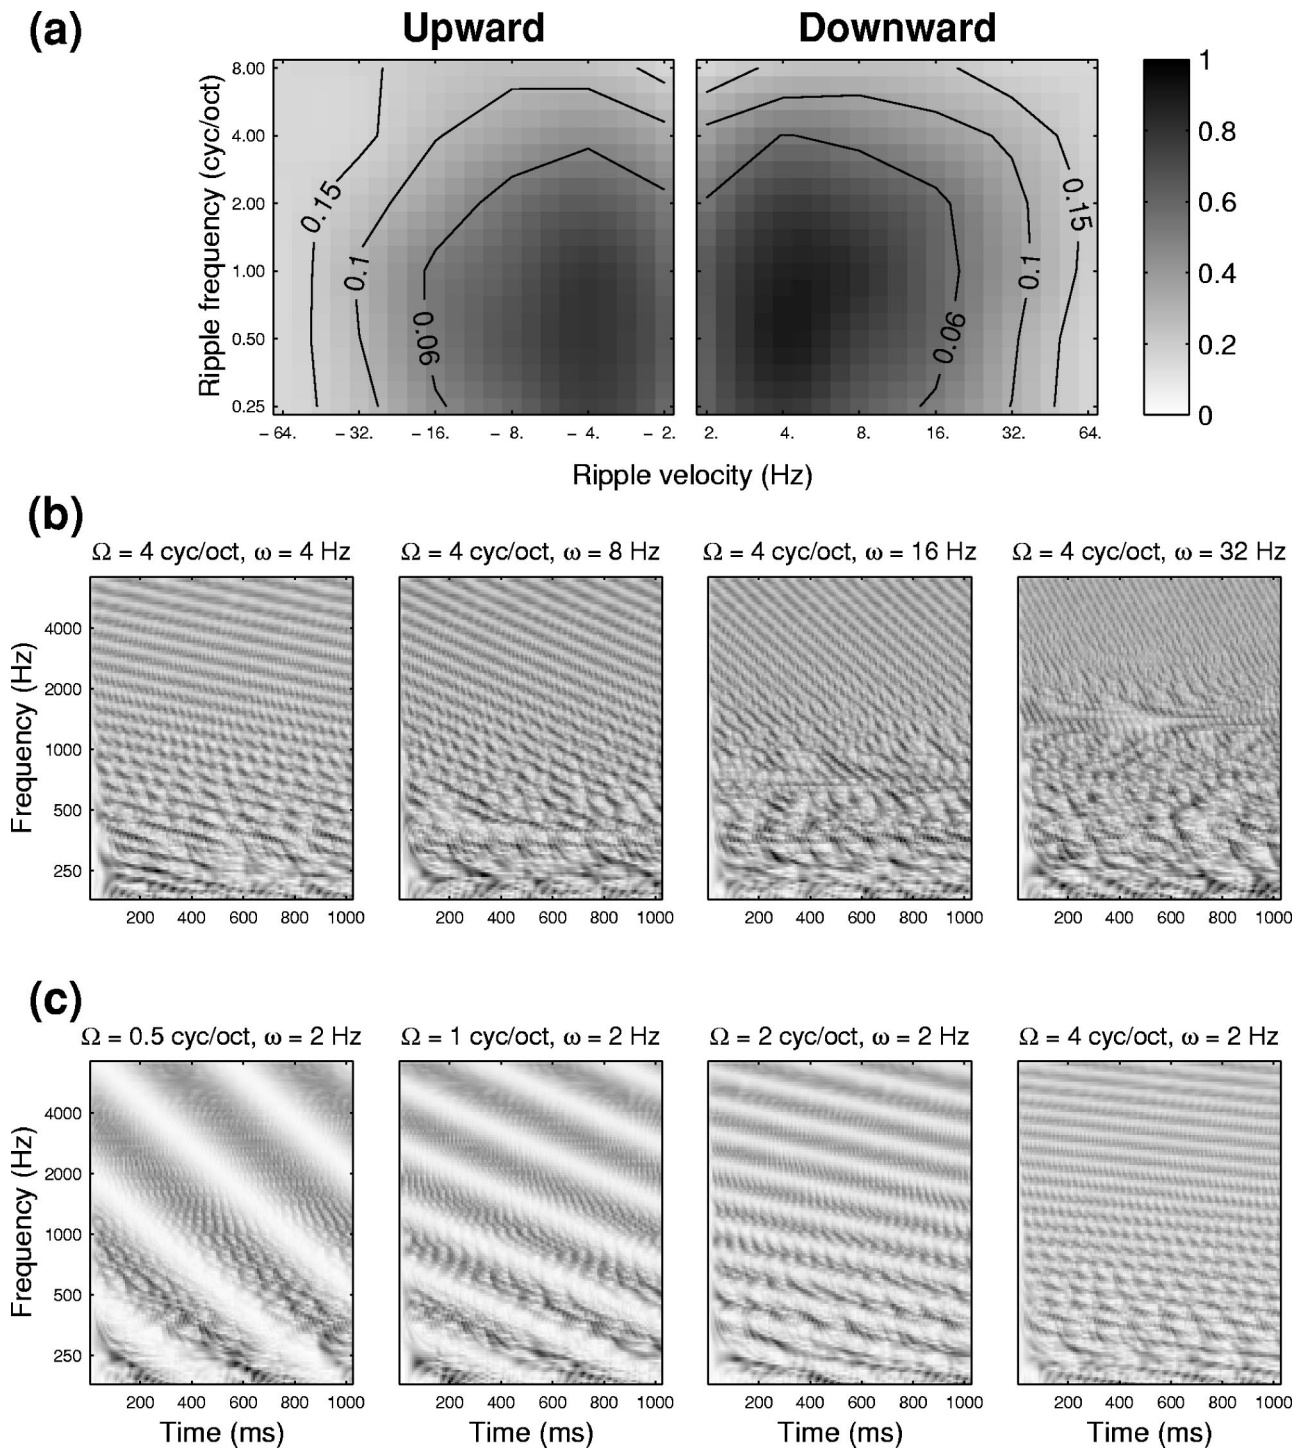 (a)
Upward
Downward
Ripple frequency (cyc/oct)
8.00
4.00
2.00
1.00
0.50
0.25
0.15
0.1
0.06
0.06
0.1
0.15
1
0.8
0.6
0.4
0.2
0
- 64. - 32. - 16. - 8. - 4. - 2.
2. 4. 8. 16. 32. 64.
Ripple velocity (Hz)
(b)
Ω = 4 cyc/oct, ω = 4 Hz
Ω = 4 cyc/oct, ω = 8 Hz
Ω = 4 cyc/oct, ω = 16 Hz
Ω = 4 cyc/oct, ω = 32 Hz
Frequency (Hz)
4000
2000
1000
500
250
200 400 600 800 1000
200 400 600 800 1000
200 400 600 800 1000
200 400 600 800 1000
(c)
Ω = 0.5 cyc/oct, ω = 2 Hz
Ω = 1 cyc/oct, ω = 2 Hz
Ω = 2 cyc/oct, ω = 2 Hz
Ω = 4 cyc/oct, ω = 2 Hz
Frequency (Hz)
4000
2000
1000
500
250
200 400 600 800 1000
200 400 600 800 1000
200 400 600 800 1000
200 400 600 800 1000
Time (ms)
Time (ms)
Time (ms)
Time (ms)